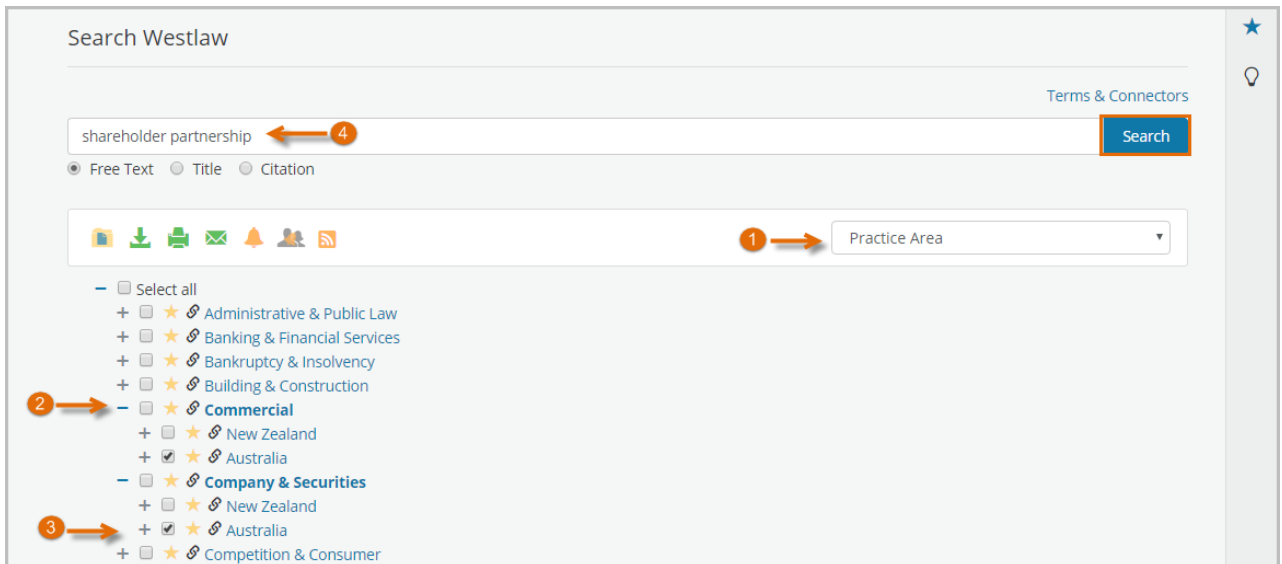 Search Westlaw
Terms & Connectors
shareholder partnership 4 Search
Free Text Title Citation
1 Practice Area
Select all
Administrative & Public Law
Banking & Financial Services
Bankruptcy & Insolvency
Building & Construction
2 Commercial
New Zealand
Australia
Company & Securities
New Zealand
3 Australia
Competition & Consumer